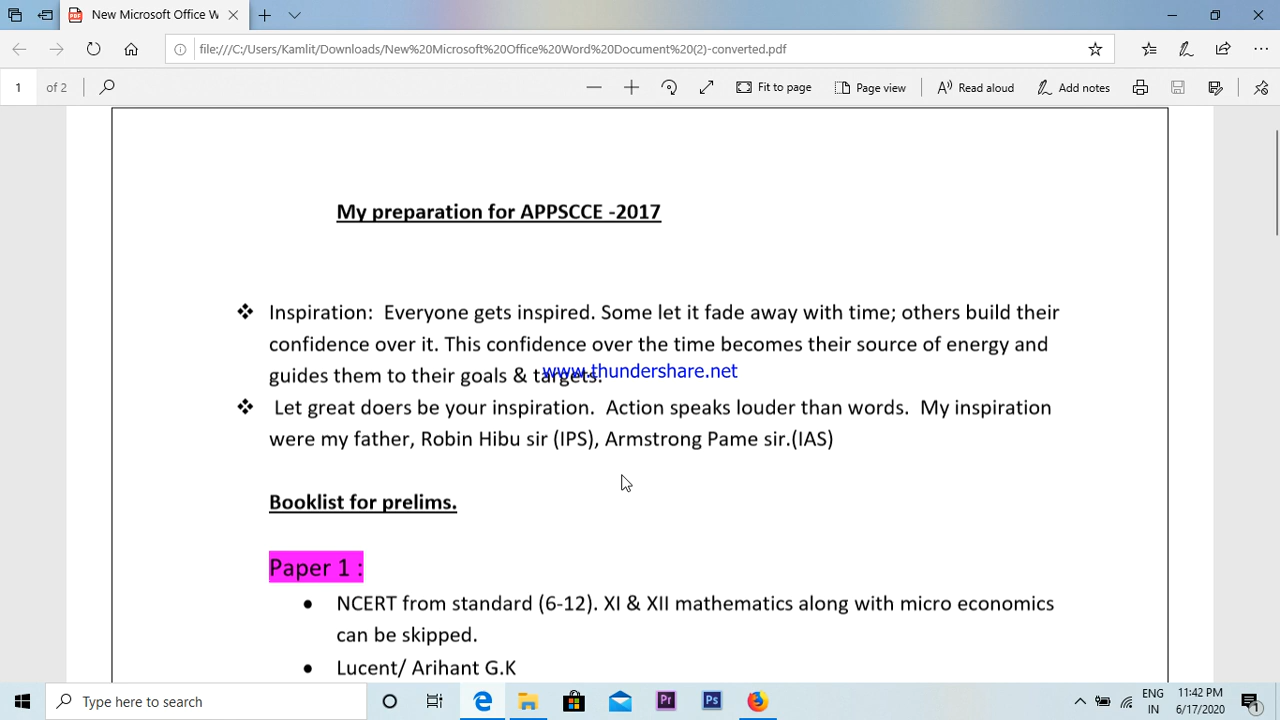 New Microsoft Office W
file:///C:/Users/Kamlit/Downloads/New%20Microsoft%20Office%20Word%20Document%20(2)-converted.pdf
1 of 2 Fit to page Page view Read aloud Add notes
My preparation for APPSCCE -2017
❖ Inspiration: Everyone gets inspired. Some let it fade away with time; others build their
confidence over it. This confidence over the time becomes their source of energy and
guides them to their goals & targets.
www.thundershare.net
❖ Let great doers be your inspiration. Action speaks louder than words. My inspiration
were my father, Robin Hibu sir (IPS), Armstrong Pame sir.(IAS)
Booklist for prelims.
Paper 1 :
• NCERT from standard (6-12). XI & XII mathematics along with micro economics
can be skipped.
• Lucent/ Arihant G.K
Type here to search
Pr
Ps
ENG
IN
11:42 PM
6/17/2020
1